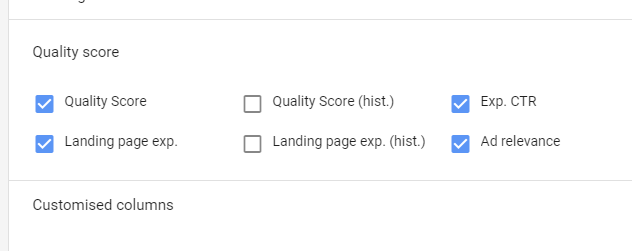 Quality score
Quality Score
Quality Score (hist.)
Exp. CTR
Landing page exp.
Landing page exp. (hist.)
Ad relevance
Customised columns